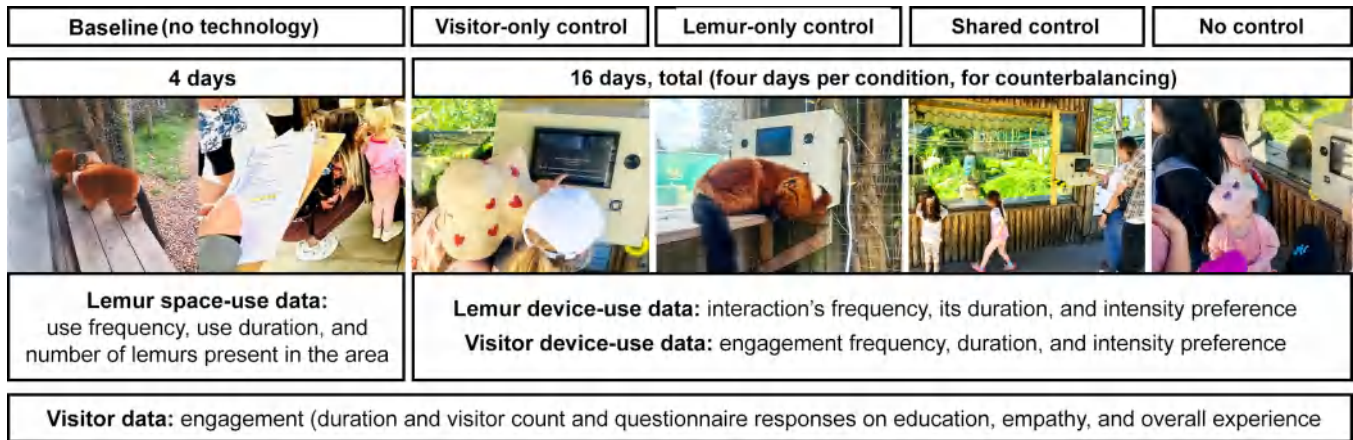 Baseline (no technology)
Visitor-only control
Lemur-only control
Shared control
No control
4 days
16 days, total (four days per condition, for counterbalancing)
Lemur space-use data:
use frequency, use duration, and
number of lemurs present in the area
Lemur device-use data: interaction's frequency, its duration, and intensity preference
Visitor device-use data: engagement frequency, duration, and intensity preference
Visitor data: engagement (duration and visitor count and questionnaire responses on education, empathy, and overall experience